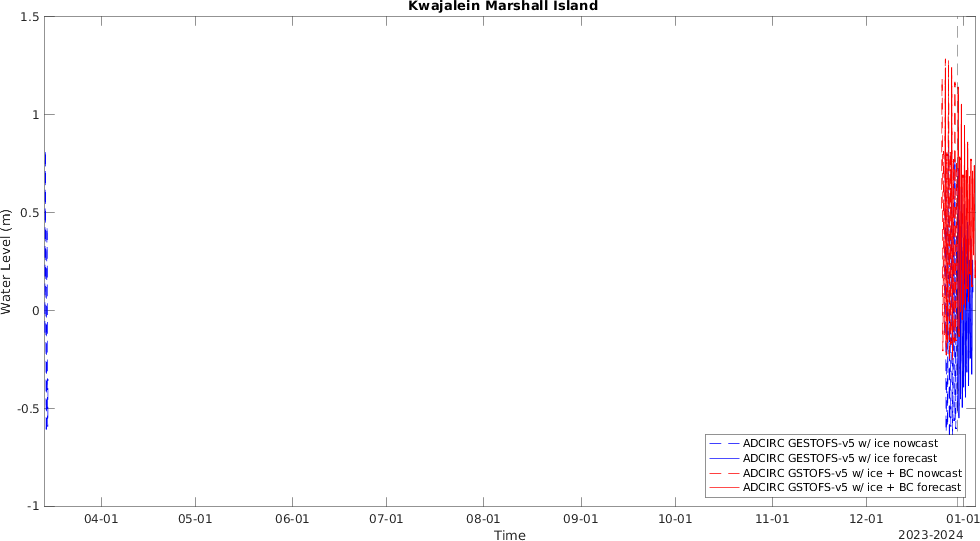 Kwajalein Marshall Island
1.5
1
0.5
0
-0.5
-1
Water Level (m)
ADCIRC GESTOFS-v5 w/ ice nowcast
ADCIRC GESTOFS-v5 w/ ice forecast
ADCIRC GSTOFS-v5 w/ ice + BC nowcast
ADCIRC GSTOFS-v5 w/ ice + BC forecast
04-01 05-01 06-01 07-01 08-01 09-01 10-01 11-01 12-01 01-01
Time
2023-2024